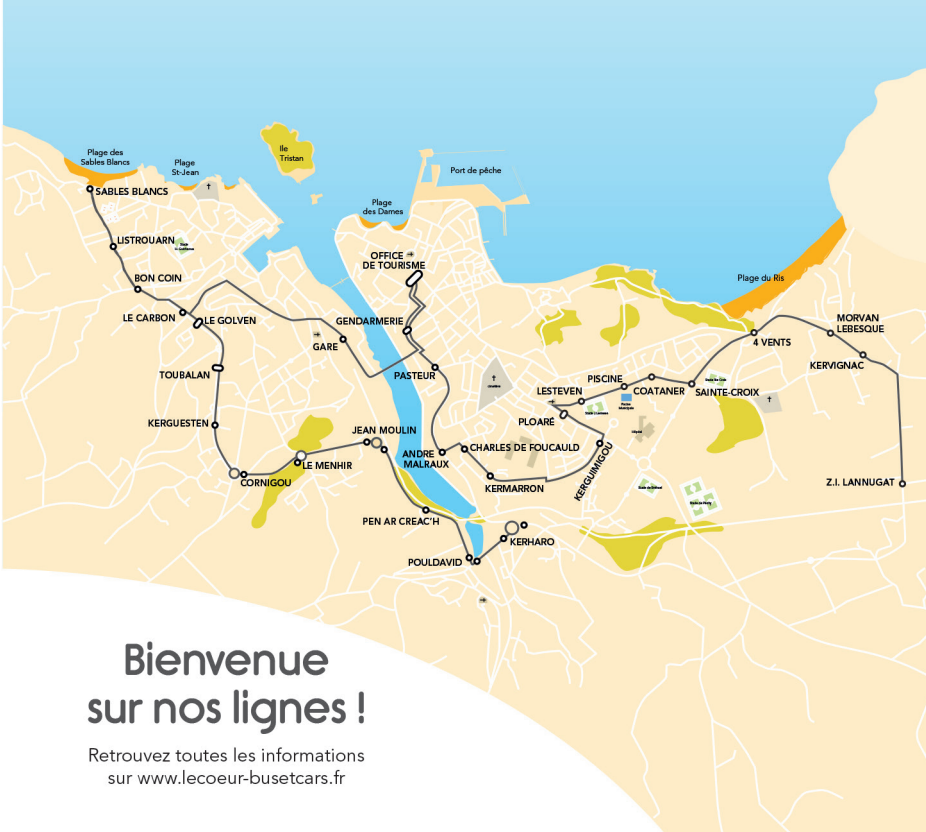 Plage des
Sables Blancs
Plage
St-Jean
Ile
Tristan
Port de pêche
Plage
des Dames
SABLES BLANCS
LISTROUARN
OFFICE
DE TOURISME
BON COIN
Plage du Ris
LE CARBON
LE GOLVEN
GENDARMERIE
GARE
MORVAN
LEBESQUE
4 VENTS
KERVIGNAC
TOUBALAN
PASTEUR
PISCINE
LESTEVEN
COATANER
SAINTE-CROIX
KERGUESTEN
PLOARÉ
JEAN MOULIN
CHARLES DE FOUCAULD
ANDRE
MALRAUX
LE MENHIR
CORNIGOU
KERMARRON
KERGUIMIGOU
Z.I. LANNUGAT
PEN AR CREAC'H
KERHARO
POULDAVID
Bienvenue
sur nos lignes !
Retrouvez toutes les informations
sur www.lecoeur-busetcars.fr